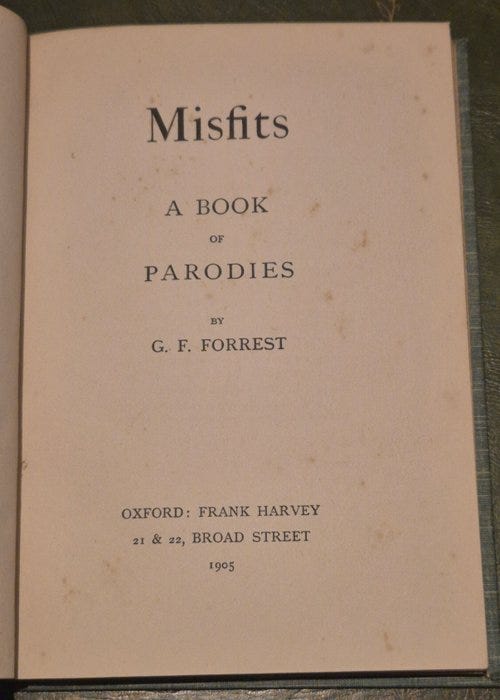 Misfits
A BOOK
OF
PARODIES
BY
G. F. FORREST
OXFORD: FRANK HARVEY
21 & 22, BROAD STREET
1905